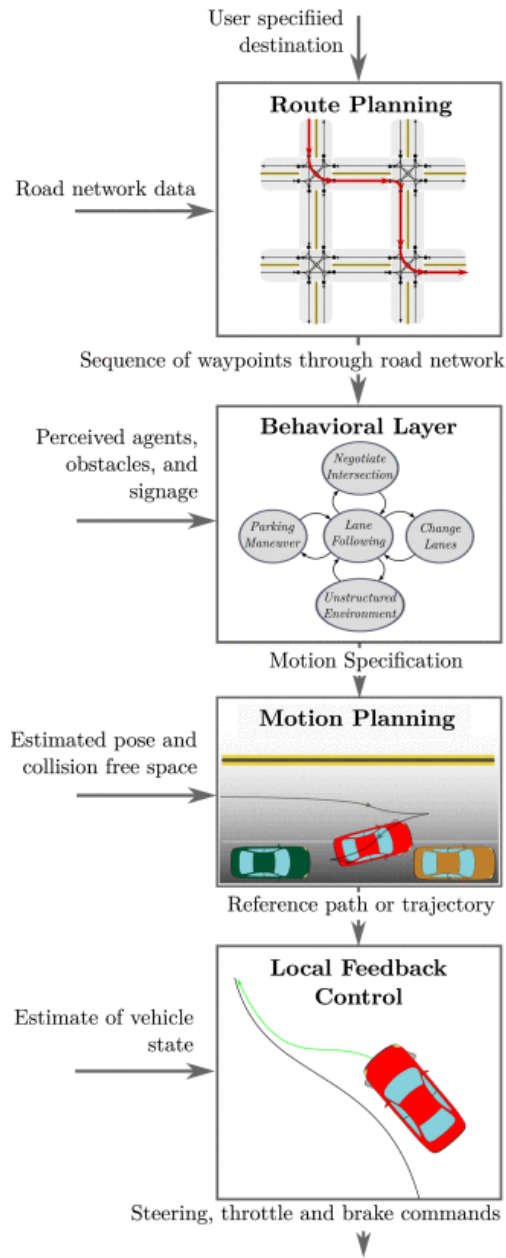 User specifiied
destination
Route Planning
Road network data
Sequence of waypoints through road network
Behavioral Layer
Perceived agents,
obstacles, and
signage
Negotiate
Intersection
Parking
Maneuver
Lane
Following
Change
Lanes
Unstructured
Environment
Motion Specification
Motion Planning
Estimated pose and
collision free space
Reference path or trajectory
Local Feedback
Control
Estimate of vehicle
state
Steering, throttle and brake commands